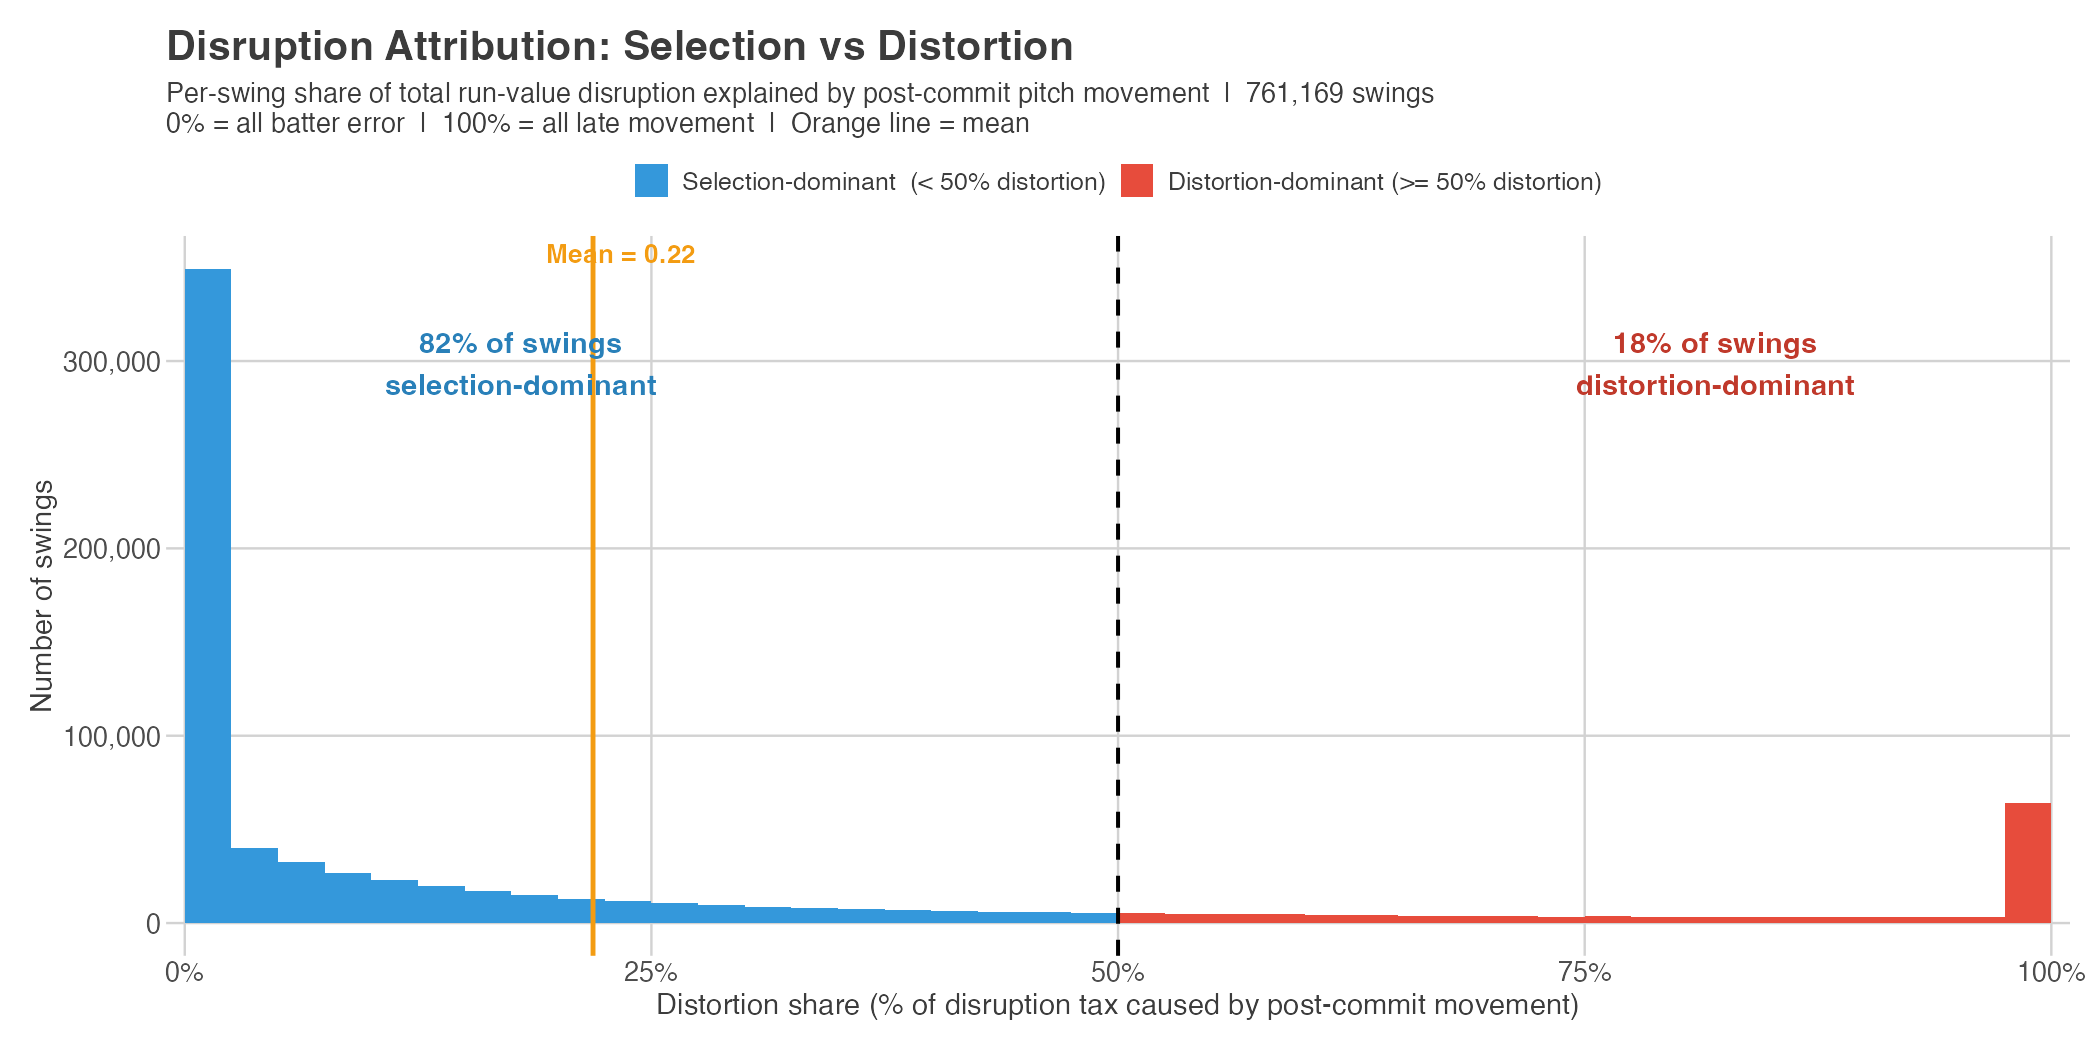 Disruption Attribution: Selection vs Distortion
Per-swing share of total run-value disruption explained by post-commit pitch movement | 761,169 swings
0% = all batter error | 100% = all late movement | Orange line = mean
Selection-dominant (< 50% distortion)
Distortion-dominant (>= 50% distortion)
Mean = 0.22
82% of swings
selection-dominant
18% of swings
distortion-dominant
Number of swings
300,000
200,000
100,000
0
0%
25%
50%
75%
100%
Distortion share (% of disruption tax caused by post-commit movement)